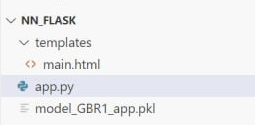 NN_FLASK
templates
<> main.html
app.py
model_GBR1_app.pkl